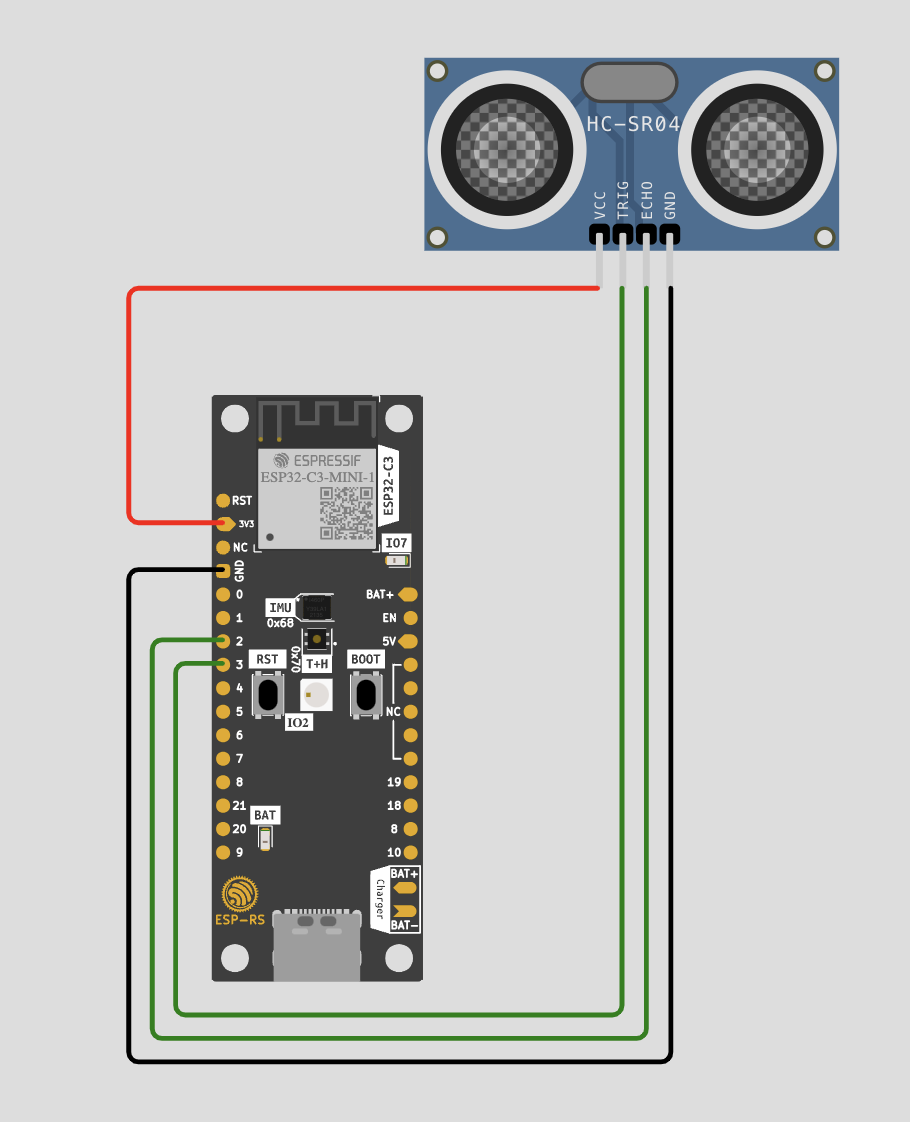 HC-SR04
VCC
TRIG
ECHO
GND
ESPRESSIF
ESP32-C3-MINI-1
ESP32-C3
RST
3V3
NC
GND
0
1
2
3
4
5
6
7
8
21
20
9
IO7
BAT+
EN
5V
NC
19
18
8
10
IMU
0x68
0x70
T+H
RST
BOOT
IO2
BAT
ESP-RS
Charger
BAT+
BAT-